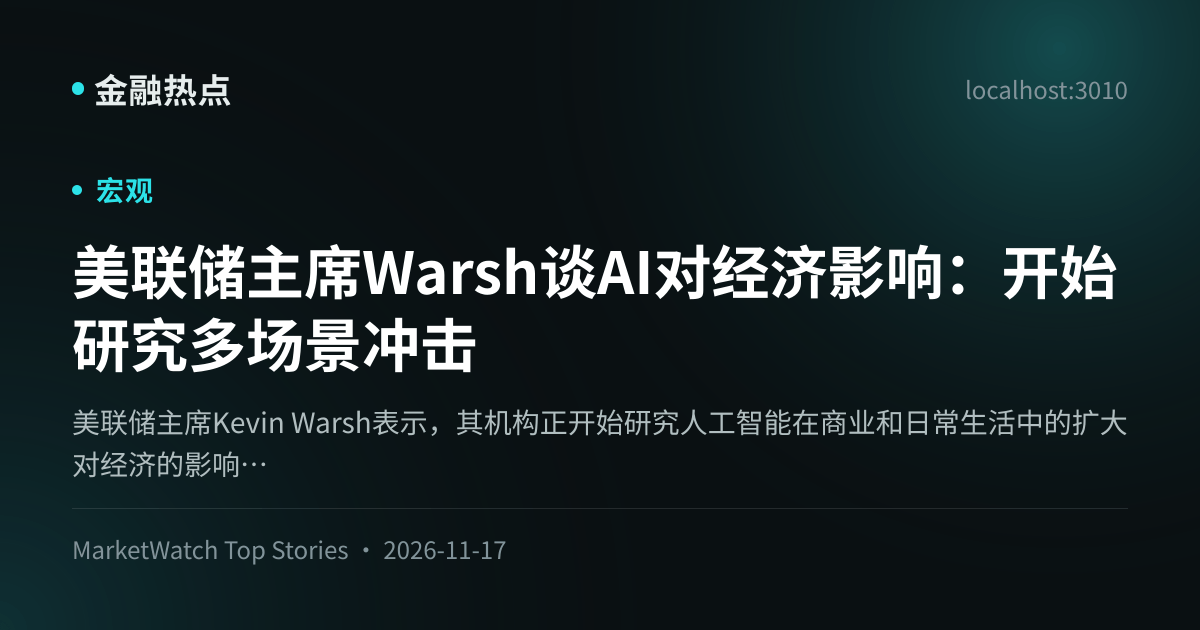 金融热点
localhost:3010
宏观
美联储主席Warsh谈AI对经济影响：开始
研究多场景冲击
美联储主席Kevin Warsh表示，其机构正开始研究人工智能在商业和日常生活中的扩大
对经济的影响…
MarketWatch Top Stories · 2026-11-17